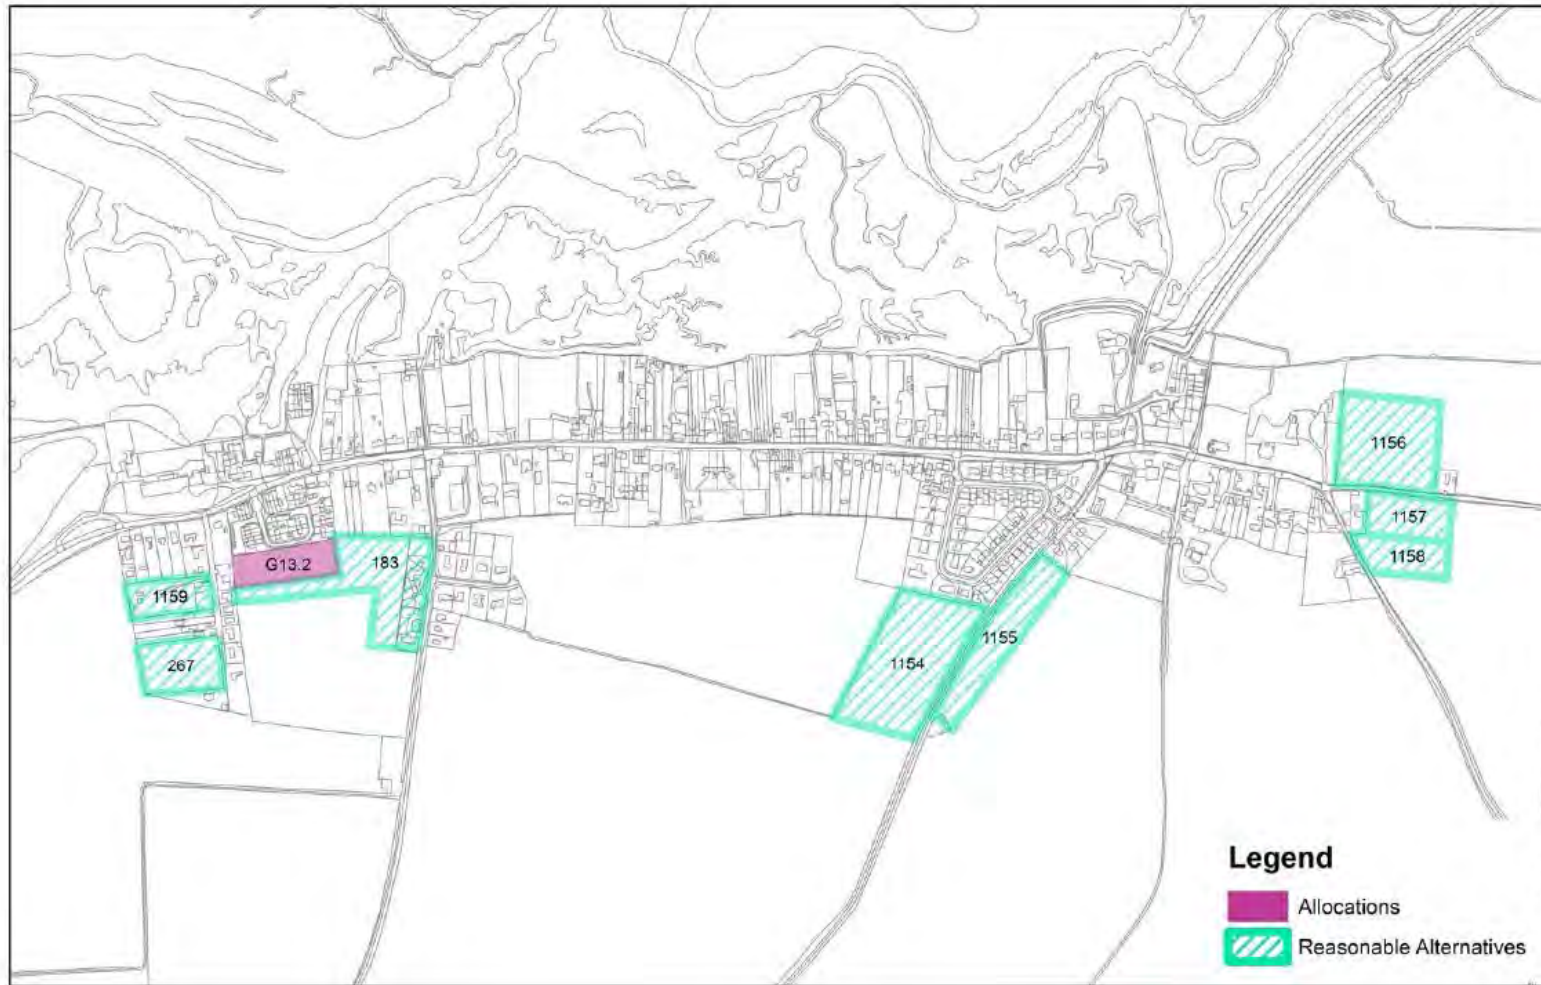 1156
1157
1158
G13.2
183
1159
267
1154
1155
Legend
Allocations
Reasonable Alternatives